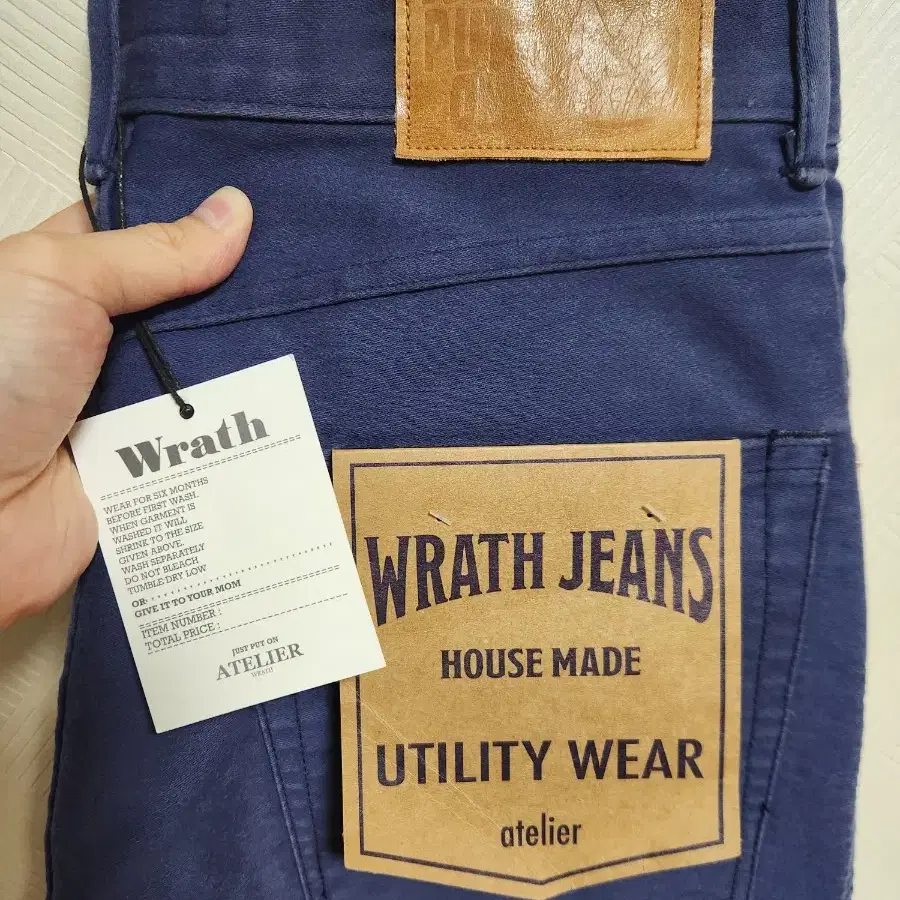 Wrath
WEAR FOR SIX MONTHS
BEFORE FIRST WASH.
WHEN GARMENT IS
WASHED IT WILL
SHRINK TO THE SIZE
GIVEN ABOVE.
WASH SEPARATELY
DO NOT BLEACH
TUMBLE DRY LOW
OR
GIVE IT TO YOUR MOM
ITEM NUMBER :
TOTAL PRICE :
JUST PUT ON
ATELIER
WRATH
WRATH JEANS
HOUSE MADE
UTILITY WEAR
atelier